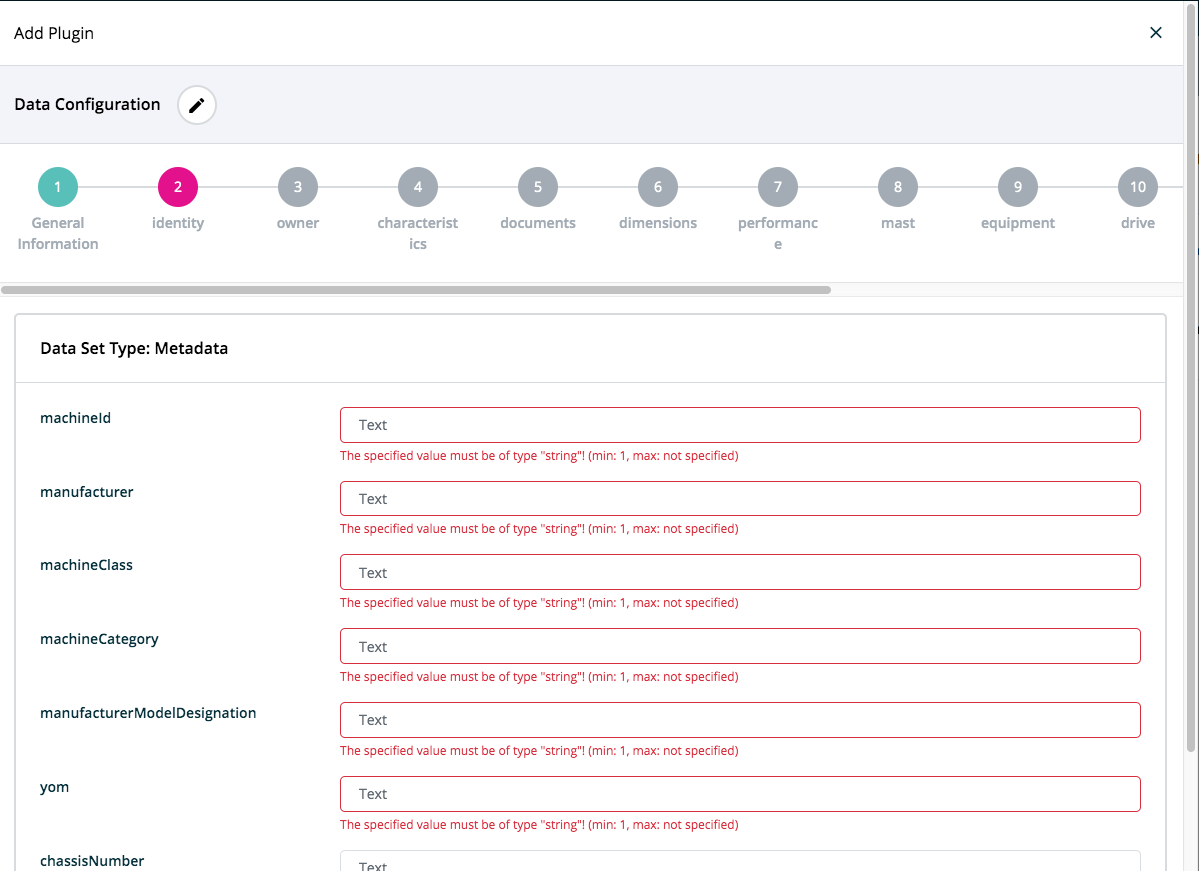 Add Plugin
Data Configuration
1 2 3 4 5 6 7 8 9 10
General identity owner characterist documents dimensions performanc mast equipment drive
Information ics e
Data Set Type: Metadata
machineId
Text
The specified value must be of type "string"! (min: 1, max: not specified)
manufacturer
Text
The specified value must be of type "string"! (min: 1, max: not specified)
machineClass
Text
The specified value must be of type "string"! (min: 1, max: not specified)
machineCategory
Text
The specified value must be of type "string"! (min: 1, max: not specified)
manufacturerModelDesignation
Text
The specified value must be of type "string"! (min: 1, max: not specified)
yom
Text
The specified value must be of type "string"! (min: 1, max: not specified)
chassisNumber
Text